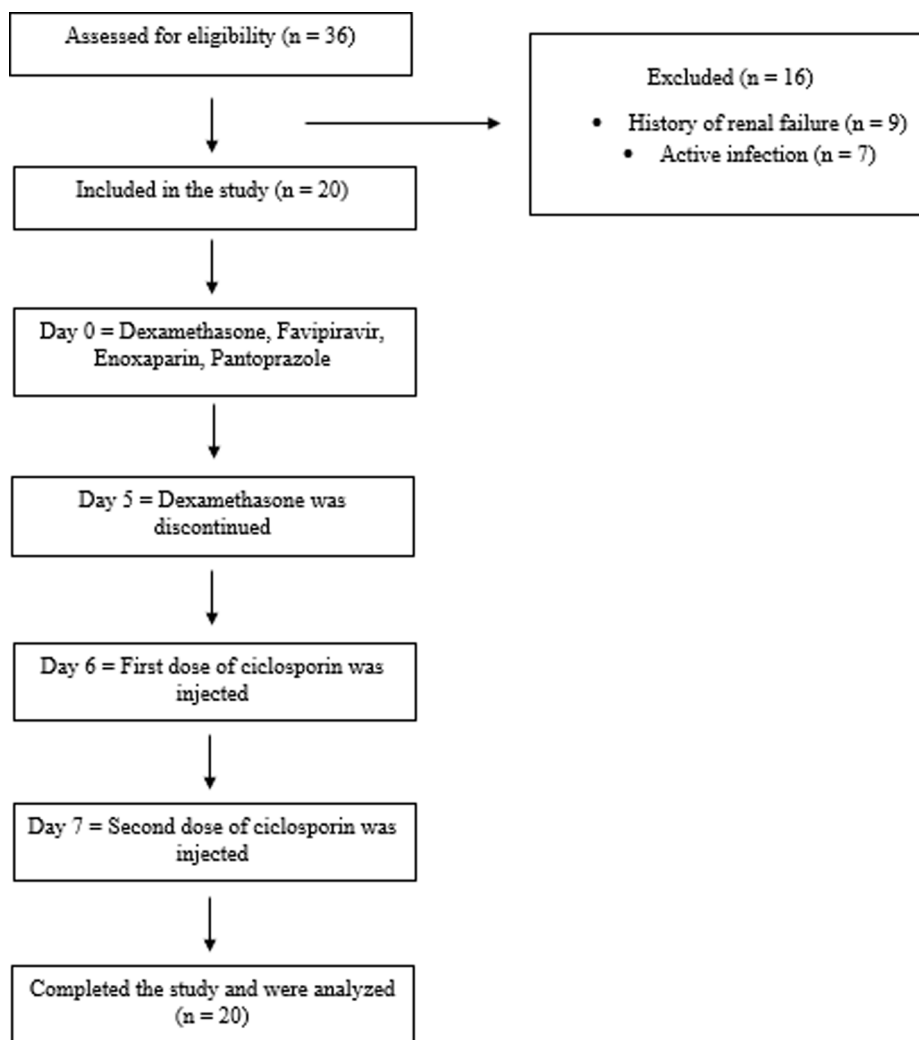 Assessed for eligibility (n = 36)
Excluded (n = 16)
• History of renal failure (n = 9)
• Active infection (n = 7)
Included in the study (n = 20)
Day 0 = Dexamethasone, Favipiravir,
Enoxaparin, Pantoprazole
Day 5 = Dexamethasone was
discontinued
Day 6 = First dose of ciclosporin was
injected
Day 7 = Second dose of ciclosporin was
injected
Completed the study and were analyzed
(n = 20)